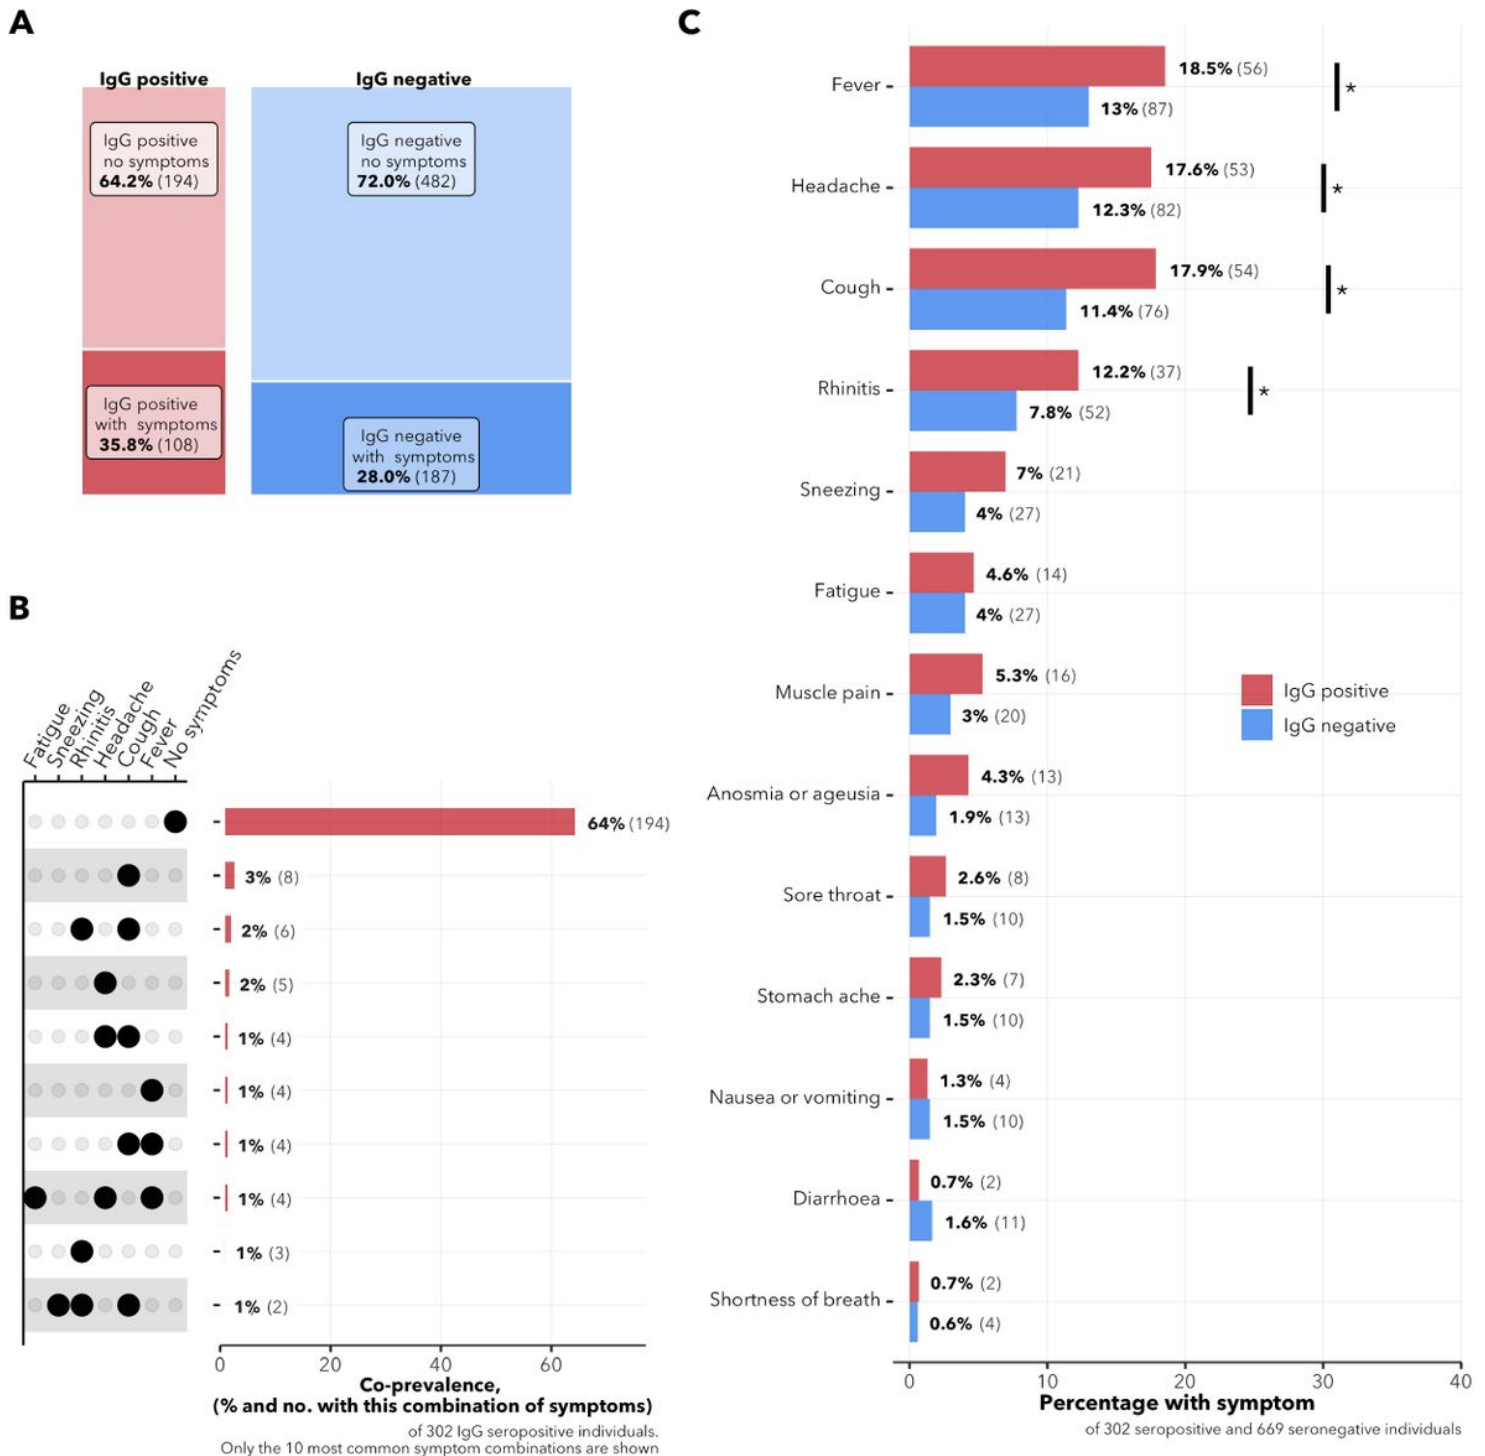 A
IgG positive
IgG negative
IgG positive
no symptoms
64.2% (194)
IgG negative
no symptoms
72.0% (482)
IgG positive
with symptoms
35.8% (108)
IgG negative
with symptoms
28.0% (187)
B
Fatigue
Sneezing
Rhinitis
Headache
Cough
Fever
No symptoms
64% (194)
3% (8)
2% (6)
2% (5)
1% (4)
1% (4)
1% (4)
1% (4)
1% (3)
1% (2)
0 20 40 60
Co-prevalence,
(% and no. with this combination of symptoms)
of 302 IgG seropositive individuals.
Only the 10 most common symptom combinations are shown
C
Fever
18.5% (56)
13% (87)
*
Headache
17.6% (53)
12.3% (82)
*
Cough
17.9% (54)
11.4% (76)
*
Rhinitis
12.2% (37)
7.8% (52)
*
Sneezing
7% (21)
4% (27)
Fatigue
4.6% (14)
4% (27)
Muscle pain
5.3% (16)
3% (20)
IgG positive
IgG negative
Anosmia or ageusia
4.3% (13)
1.9% (13)
Sore throat
2.6% (8)
1.5% (10)
Stomach ache
2.3% (7)
1.5% (10)
Nausea or vomiting
1.3% (4)
1.5% (10)
Diarrhoea
0.7% (2)
1.6% (11)
Shortness of breath
0.7% (2)
0.6% (4)
0 10 20 30 40
Percentage with symptom
of 302 seropositive and 669 seronegative individuals